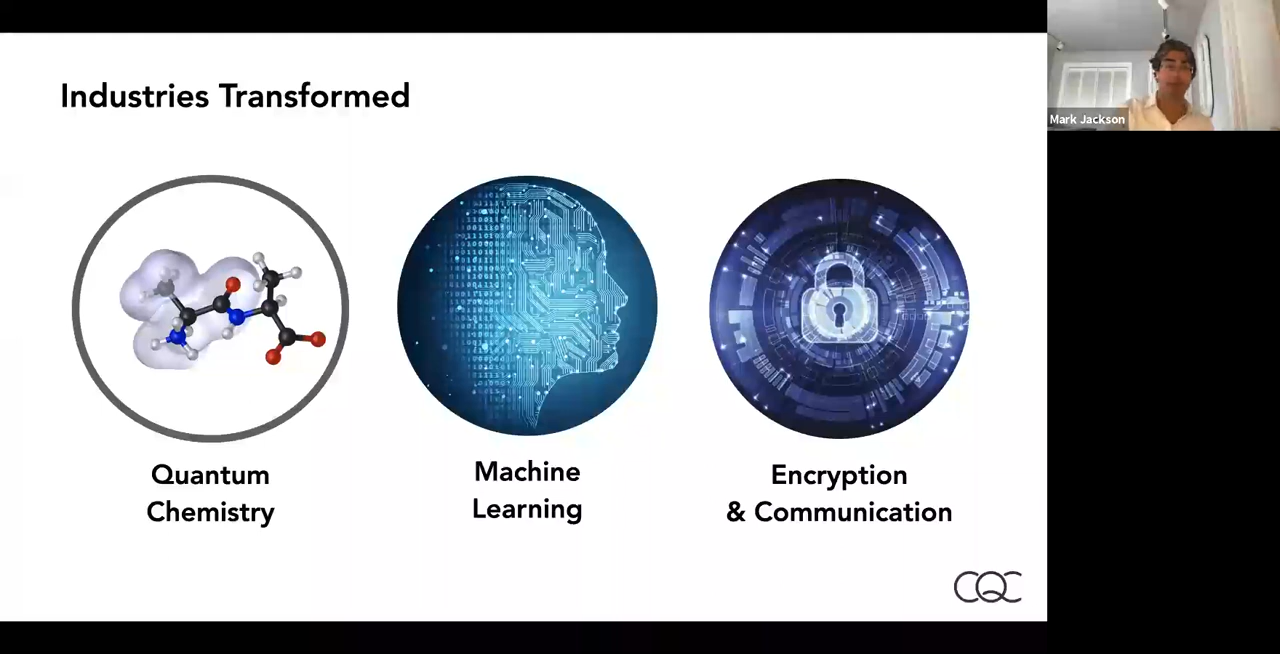 Industries Transformed
Mark Jackson
Quantum
Chemistry
Machine
Learning
Encryption
& Communication
CQC